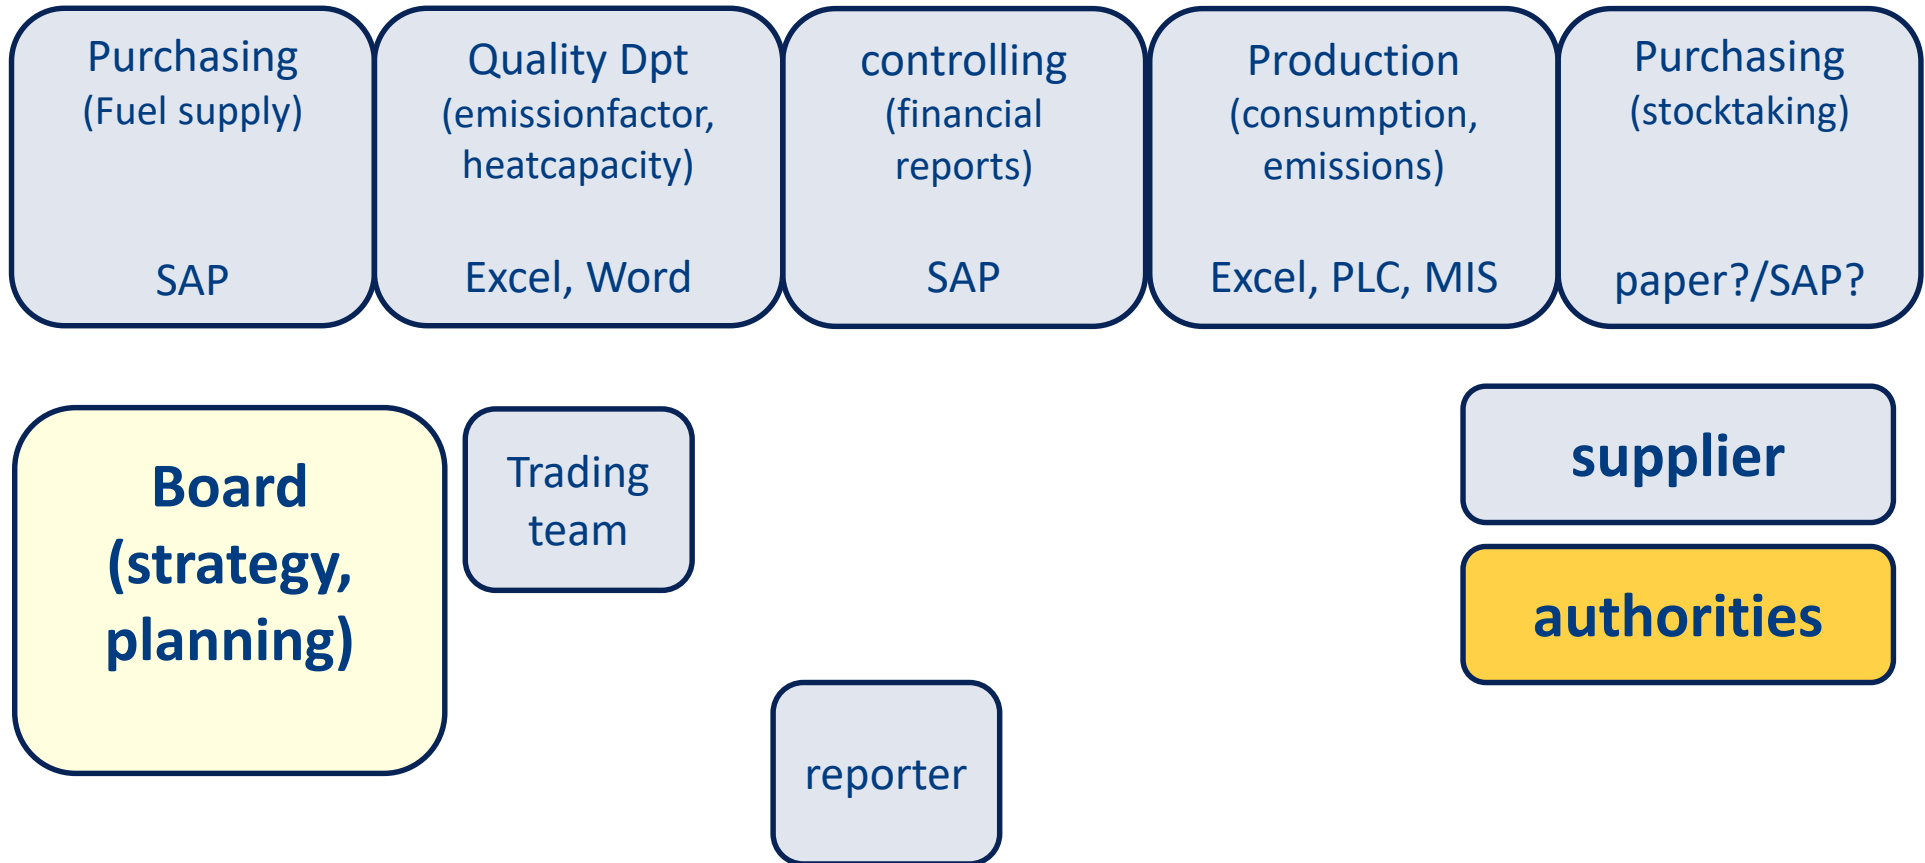 Purchasing
(Fuel supply)
SAP
Quality Dpt
(emissionfactor,
heatcapacity)
Excel, Word
controlling
(financial
reports)
SAP
Production
(consumption,
emissions)
Excel, PLC, MIS
Purchasing
(stocktaking)
paper?/SAP?
Board
(strategy,
planning)
Trading
team
supplier
authorities
reporter